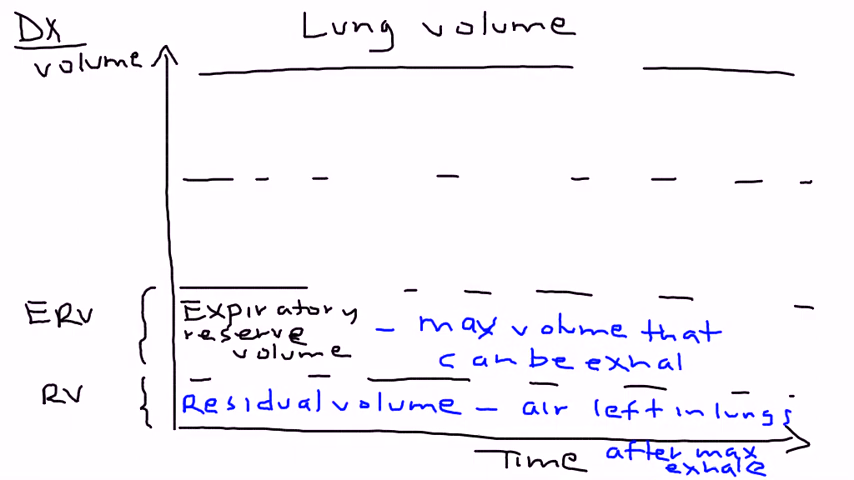 DX
Lung volume
volume
ERV
Expiratory
reserve
volume
- max volume that
can be exhal
RV
Residual volume - air left in lungs
Time
after max
exhale